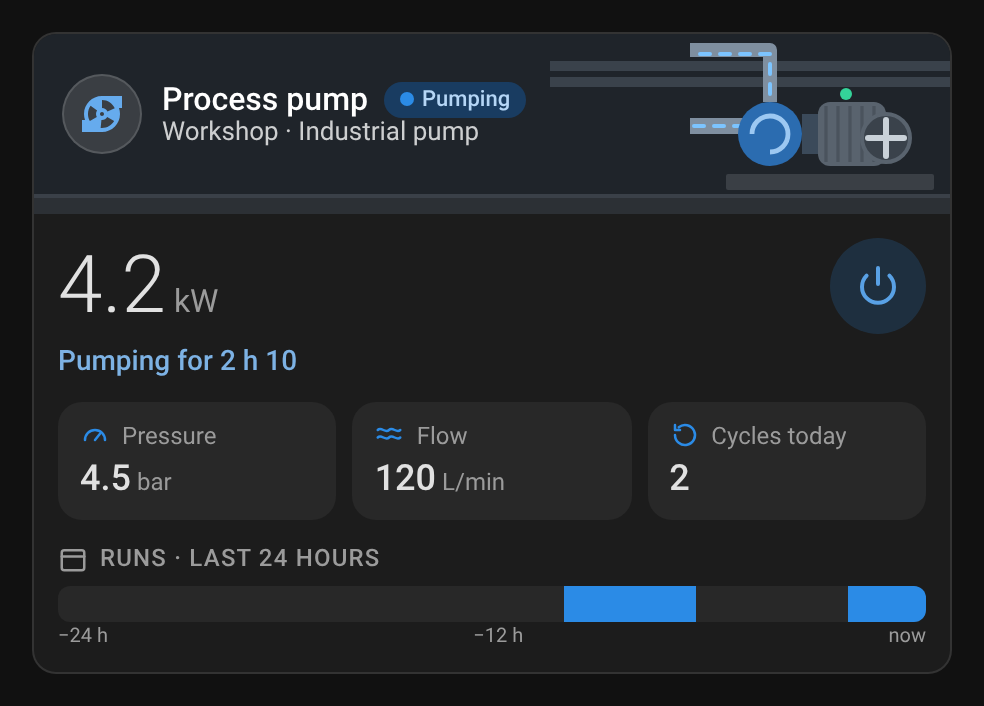 Process pump
Pumping
Workshop · Industrial pump
4.2 kW
Pumping for 2 h 10
Pressure
4.5 bar
Flow
120 L/min
Cycles today
2
RUNS · LAST 24 HOURS
−24 h
−12 h
now